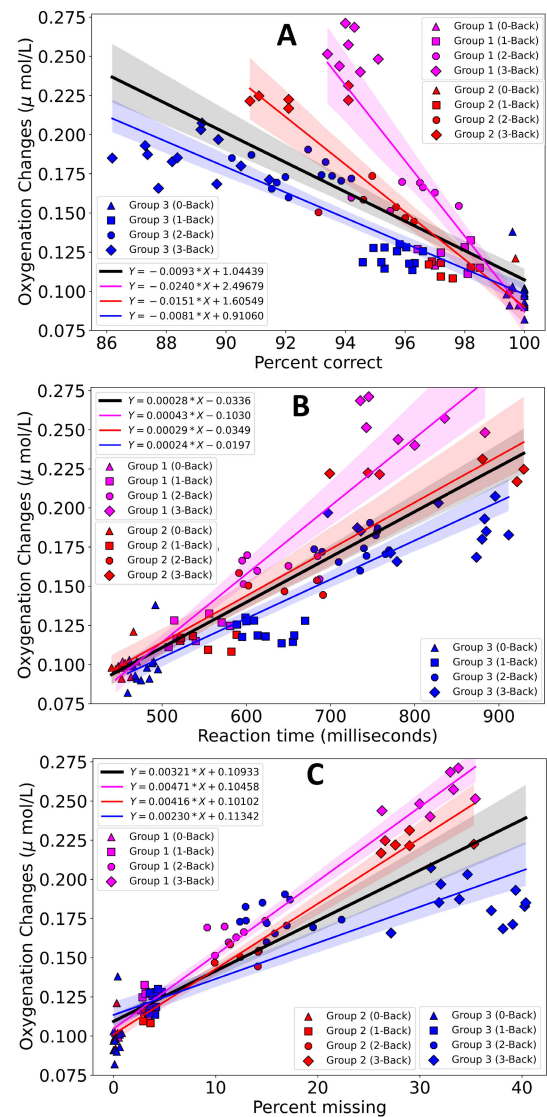 A
Oxygenation Changes (μ mol/L)
0.275
0.250
0.225
0.200
0.175
0.150
0.125
0.100
0.075
Group 1 (0-Back)
Group 1 (1-Back)
Group 1 (2-Back)
Group 1 (3-Back)
Group 2 (0-Back)
Group 2 (1-Back)
Group 2 (2-Back)
Group 2 (3-Back)
Group 3 (0-Back)
Group 3 (1-Back)
Group 3 (2-Back)
Group 3 (3-Back)
Y = −0.0093 * X + 1.04439
Y = −0.0240 * X + 2.49679
Y = −0.0151 * X + 1.60549
Y = −0.0081 * X + 0.91060
86 88 90 92 94 96 98 100
Percent correct
B
Oxygenation Changes (μ mol/L)
0.275
0.250
0.225
0.200
0.175
0.150
0.125
0.100
0.075
Y = 0.00028 * X − 0.0336
Y = 0.00043 * X − 0.1030
Y = 0.00029 * X − 0.0349
Y = 0.00024 * X − 0.0197
Group 1 (0-Back)
Group 1 (1-Back)
Group 1 (2-Back)
Group 1 (3-Back)
Group 2 (0-Back)
Group 2 (1-Back)
Group 2 (2-Back)
Group 2 (3-Back)
Group 3 (0-Back)
Group 3 (1-Back)
Group 3 (2-Back)
Group 3 (3-Back)
500 600 700 800 900
Reaction time (milliseconds)
C
Oxygenation Changes (μ mol/L)
0.275
0.250
0.225
0.200
0.175
0.150
0.125
0.100
0.075
Y = 0.00321 * X + 0.10933
Y = 0.00471 * X + 0.10458
Y = 0.00416 * X + 0.10102
Y = 0.00230 * X + 0.11342
Group 1 (0-Back)
Group 1 (1-Back)
Group 1 (2-Back)
Group 1 (3-Back)
Group 2 (0-Back)
Group 2 (1-Back)
Group 2 (2-Back)
Group 2 (3-Back)
Group 3 (0-Back)
Group 3 (1-Back)
Group 3 (2-Back)
Group 3 (3-Back)
0 10 20 30 40
Percent missing